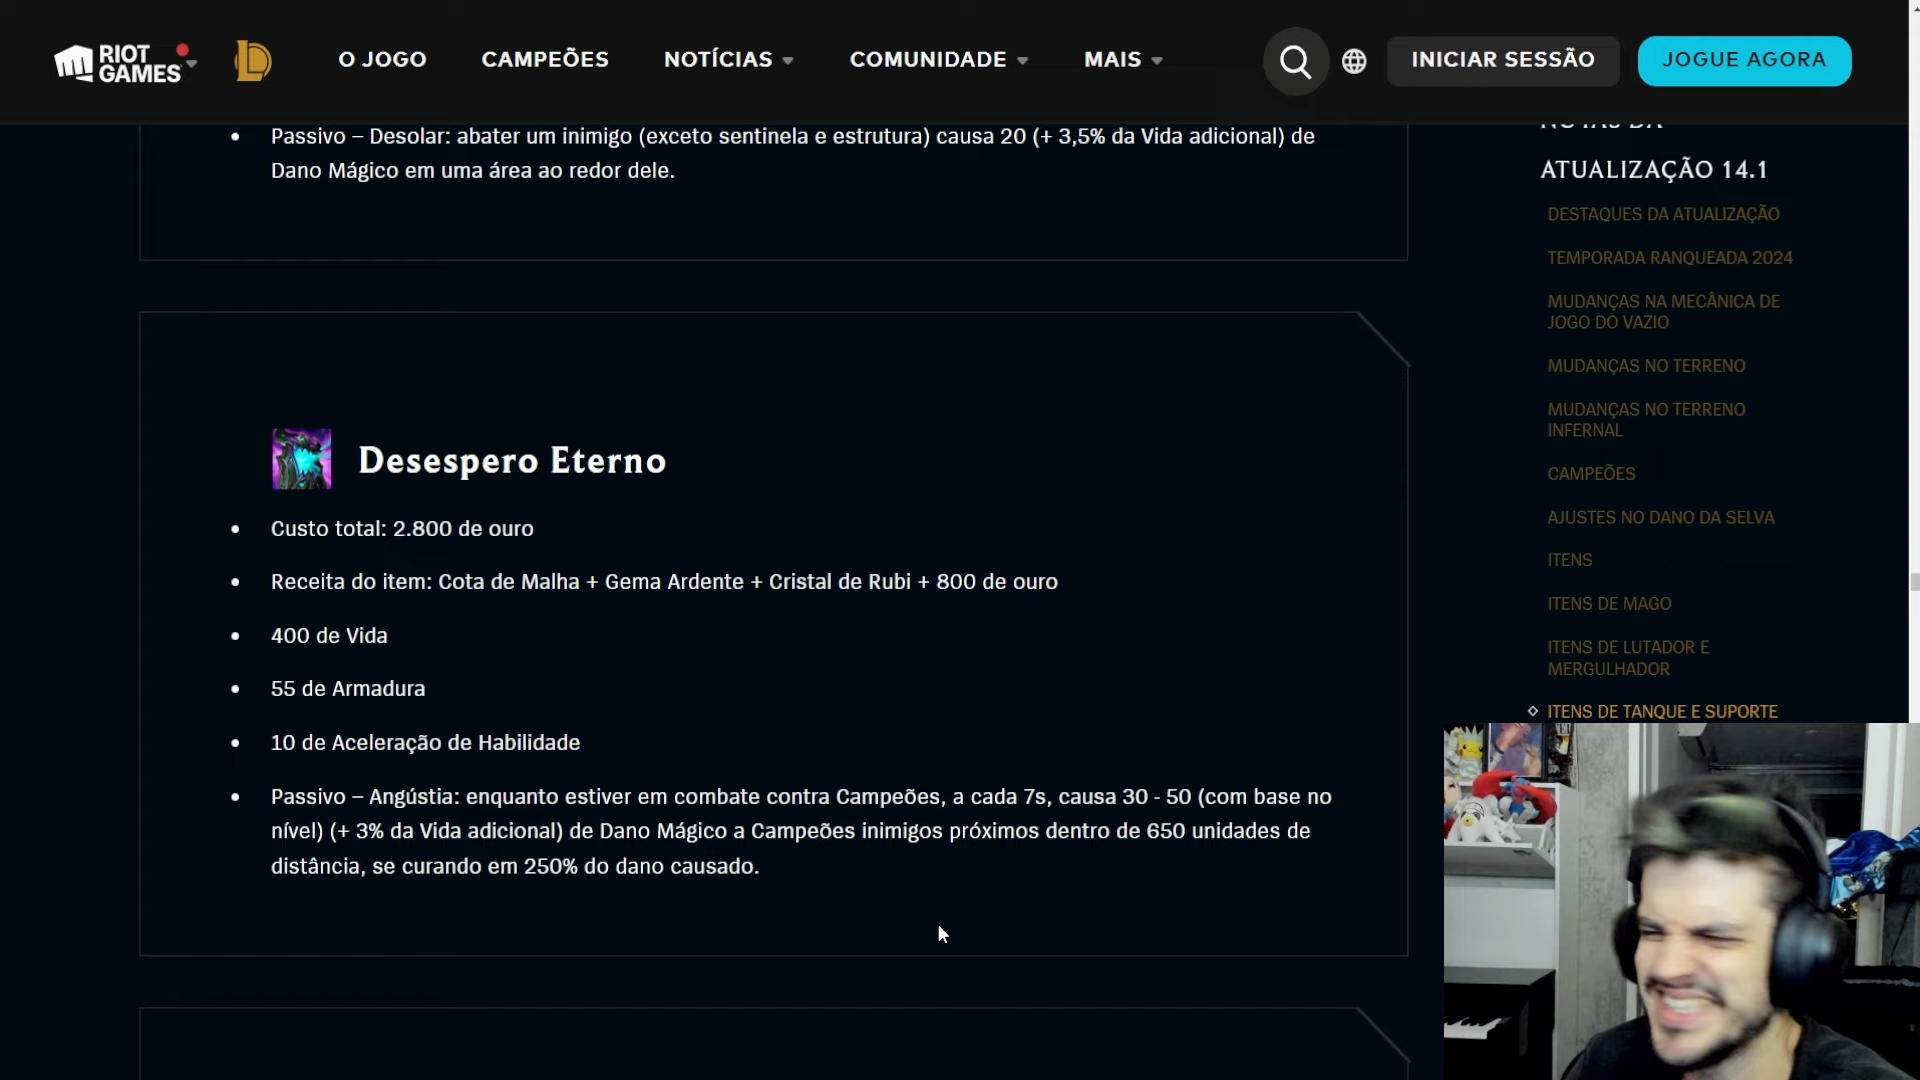 RIOT
GAMES
O JOGO
CAMPEÕES
NOTÍCIAS
COMUNIDADE
MAIS
INICIAR SESSÃO
JOGUE AGORA
• Passivo – Desolar: abater um inimigo (exceto sentinela e estrutura) causa 20 (+ 3,5% da Vida adicional) de
Dano Mágico em uma área ao redor dele.
Desespero Eterno
• Custo total: 2.800 de ouro
• Receita do item: Cota de Malha + Gema Ardente + Cristal de Rubi + 800 de ouro
• 400 de Vida
• 55 de Armadura
• 10 de Aceleração de Habilidade
• Passivo – Angústia: enquanto estiver em combate contra Campeões, a cada 7s, causa 30 - 50 (com base no
nível) (+ 3% da Vida adicional) de Dano Mágico a Campeões inimigos próximos dentro de 650 unidades de
distância, se curando em 250% do dano causado.
NOTAS DA
ATUALIZAÇÃO 14.1
DESTAQUES DA ATUALIZAÇÃO
TEMPORADA RANQUEADA 2024
MUDANÇAS NA MECÂNICA DE
JOGO DO VAZIO
MUDANÇAS NO TERRENO
MUDANÇAS NO TERRENO
INFERNAL
CAMPEÕES
AJUSTES NO DANO DA SELVA
ITENS
ITENS DE MAGO
ITENS DE LUTADOR E
MERGULHADOR
ITENS DE TANQUE E SUPORTE